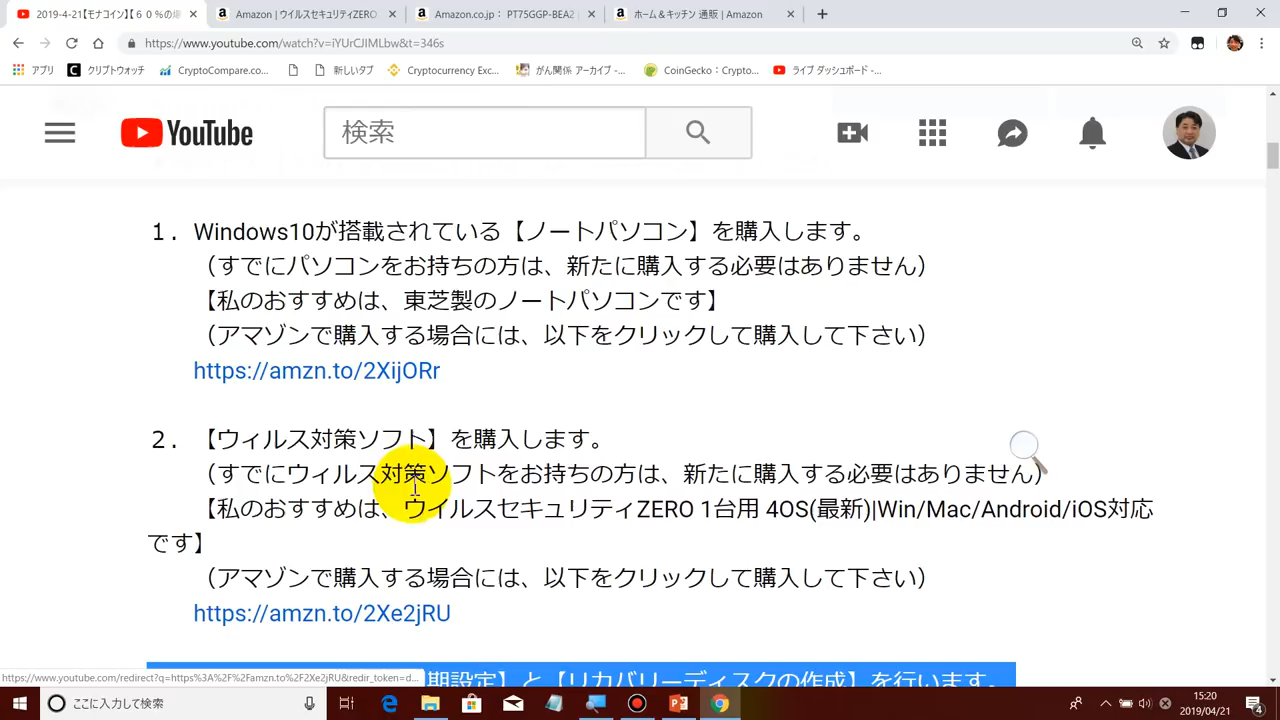 2019-4-21【モナコイン】【６０％の爆
Amazon | ウイルスセキュリティZERO
Amazon.co.jp： PT75GGP-BEA2
ホーム＆キッチン 通販 | Amazon
https://www.youtube.com/watch?v=iYUrCJIMLbw&t=346s
アプリ
クリプトウォッチ
CryptoCompare.co...
新しいタブ
Cryptocurrency Exc...
がん関係 アーカイブ - ...
CoinGecko：Crypto...
ライブ ダッシュボード - ...
YouTube
検索
１．Windows10が搭載されている【ノートパソコン】を購入します。
（すでにパソコンをお持ちの方は、新たに購入する必要はありません）
【私のおすすめは、東芝製のノートパソコンです】
（アマゾンで購入する場合には、以下をクリックして購入して下さい）
https://amzn.to/2XijORr
２．【ウィルス対策ソフト】を購入します。
（すでにウィルス対策ソフトをお持ちの方は、新たに購入する必要はありません）
【私のおすすめは、ウイルスセキュリティZERO 1台用 4OS(最新)|Win/Mac/Android/iOS対応
です】
（アマゾンで購入する場合には、以下をクリックして購入して下さい）
https://amzn.to/2Xe2jRU
https://www.youtube.com/redirect?q=https%3A%2F%2Famzn.to%2F2Xe2jRU&redir_token=d...
期設定】と【リカバリーディスクの作成】を行います。
ここに入力して検索
15:20
2019/04/21
4